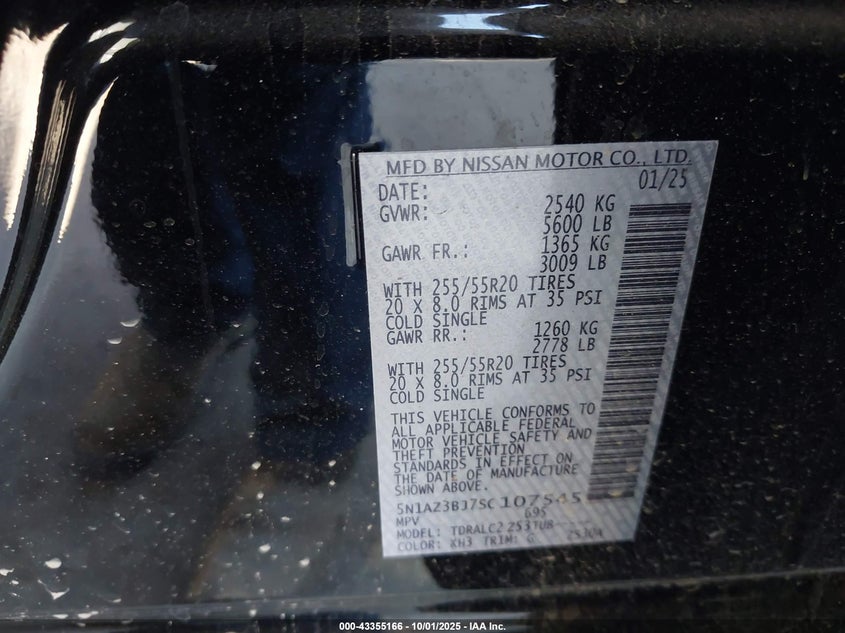 MFD BY NISSAN MOTOR CO., LTD.
DATE: 01/25
GVWR: 2540 KG
5600 LB
GAWR FR.: 1365 KG
3009 LB
WITH 255/55R20 TIRES
20 X 8.0 RIMS AT 35 PSI
COLD SINGLE
GAWR RR.: 1260 KG
2778 LB
WITH 255/55R20 TIRES
20 X 8.0 RIMS AT 35 PSI
COLD SINGLE
THIS VEHICLE CONFORMS TO
ALL APPLICABLE FEDERAL
MOTOR VEHICLE SAFETY AND
THEFT PREVENTION
STANDARDS IN EFFECT ON
THE DATE OF MANUFACTURE
SHOWN ABOVE.
5N1AZ3BJ7SC107545
MPV 695
MODEL: TDRALC2
COLOR: KH3 TRIM: G
000-43355166 - 10/01/2025 - IAA Inc.